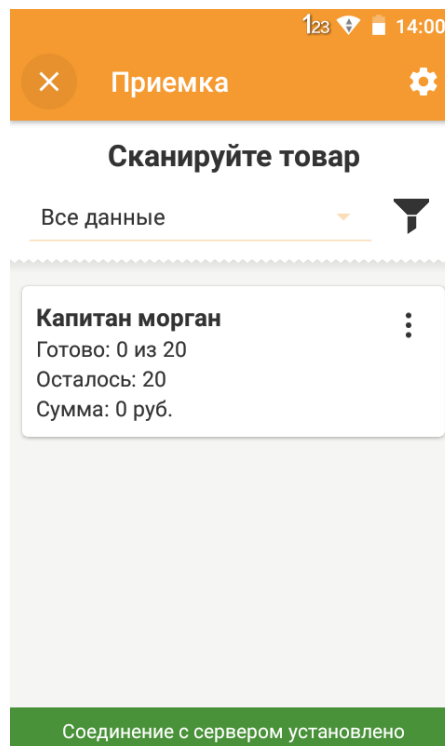 123 14:00
Приемка
Сканируйте товар
Все данные
Капитан морган
Готово: 0 из 20
Осталось: 20
Сумма: 0 руб.
Соединение с сервером установлено